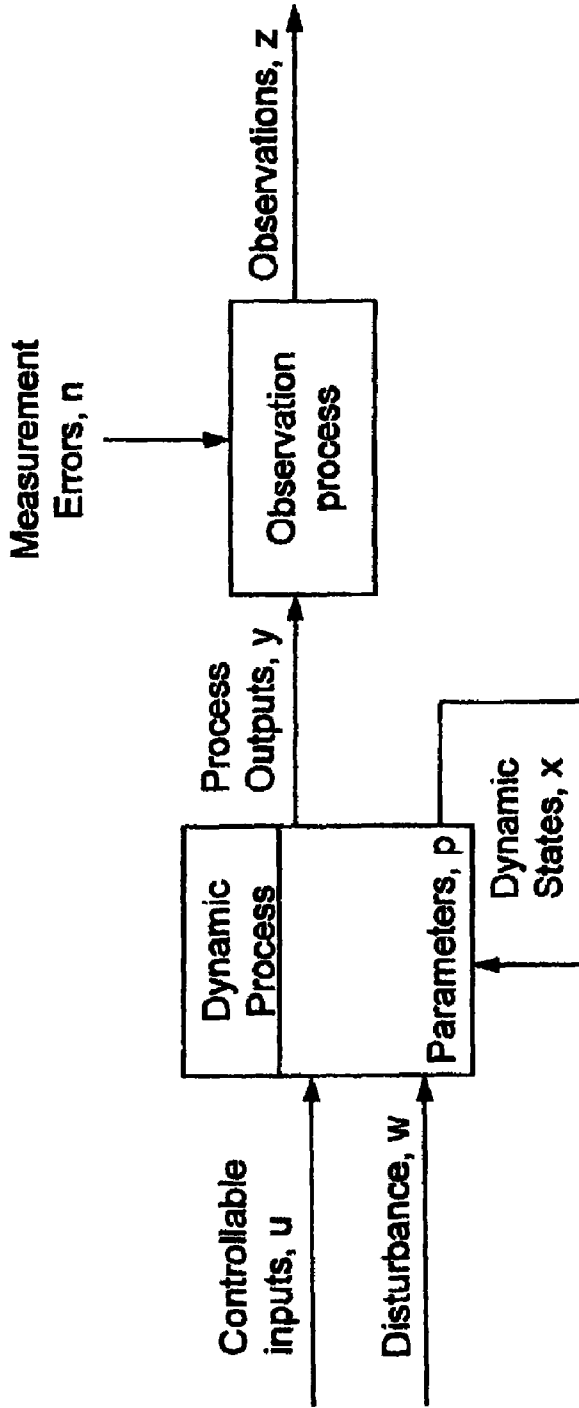 Measurement
Errors, n
Controllable
inputs, u
Disturbance, w
Dynamic
Process
Parameters, p
Process
Outputs, y
Dynamic
States, x
Observation
process
Observations, z